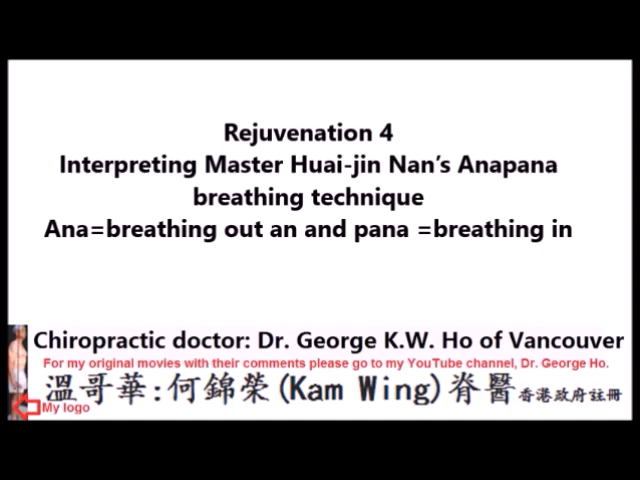 Rejuvenation 4
Interpreting Master Huai-jin Nan’s Anapana
breathing technique
Ana=breathing out an and pana =breathing in
Chiropractic doctor: Dr. George K.W. Ho of Vancouver
For my original movies with their comments please go to my YouTube channel, Dr. George Ho.
溫哥華:何錦榮(Kam Wing)脊醫香港政府註冊
My logo